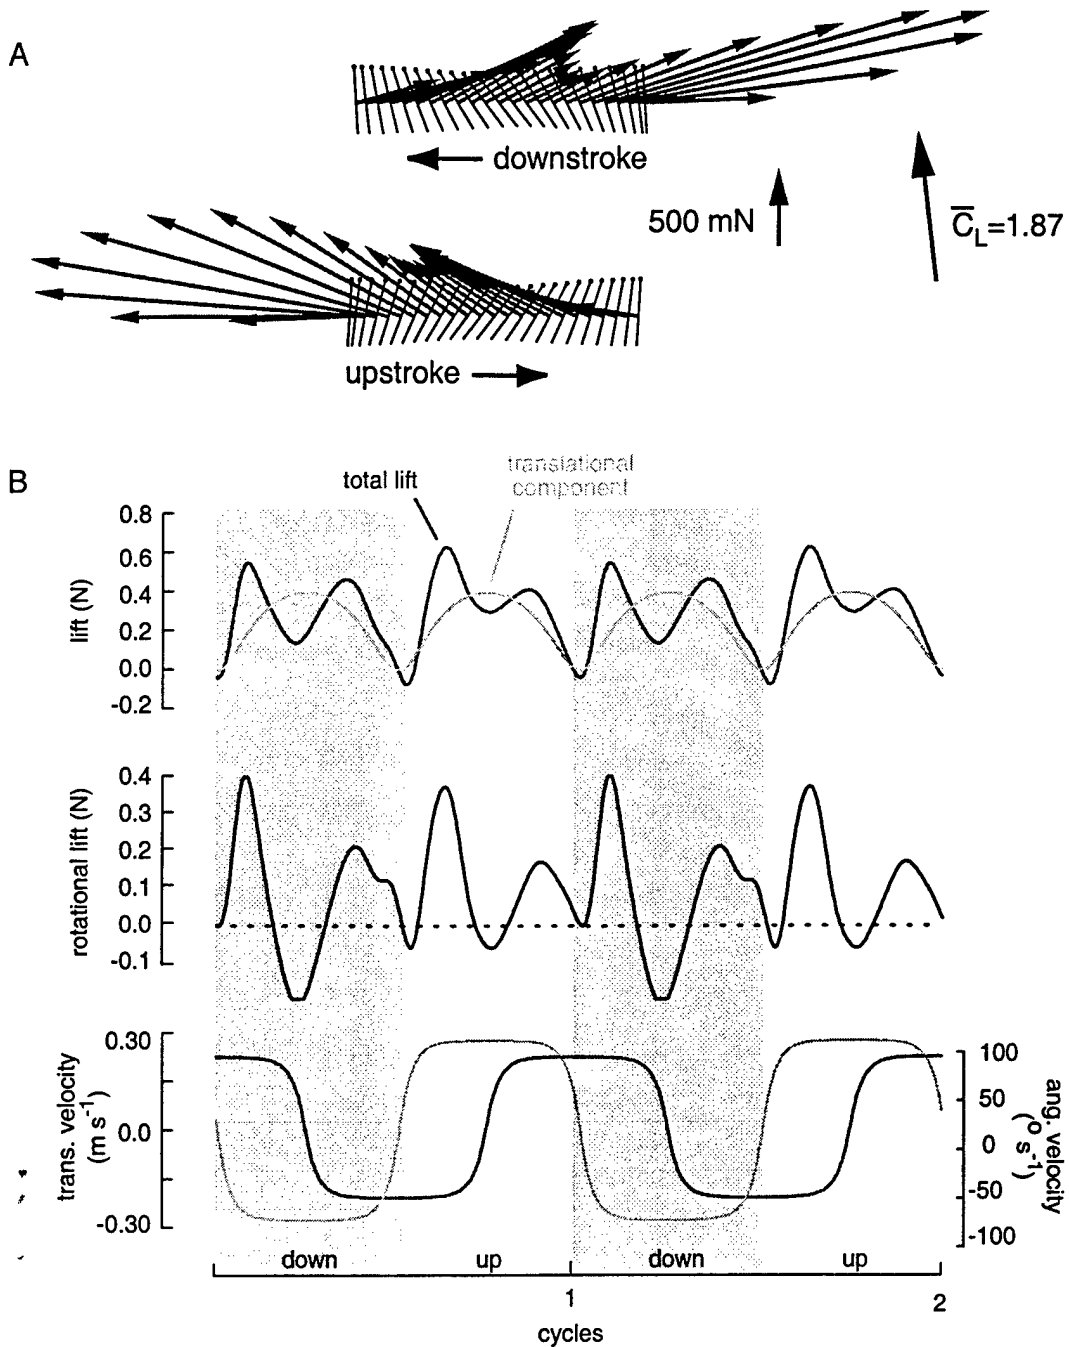 A
downstroke
500 mN
C̅L=1.87
upstroke
B
total lift
translational
component
lift (N)
0.8
0.6
0.4
0.2
0.0
-0.2
rotational lift (N)
0.4
0.3
0.2
0.1
0.0
-0.1
trans. velocity
(m s-1)
0.30
0.0
-0.30
100
50
0
-50
-100
ang. velocity
(o s-1)
down
up
down
up
1
2
cycles